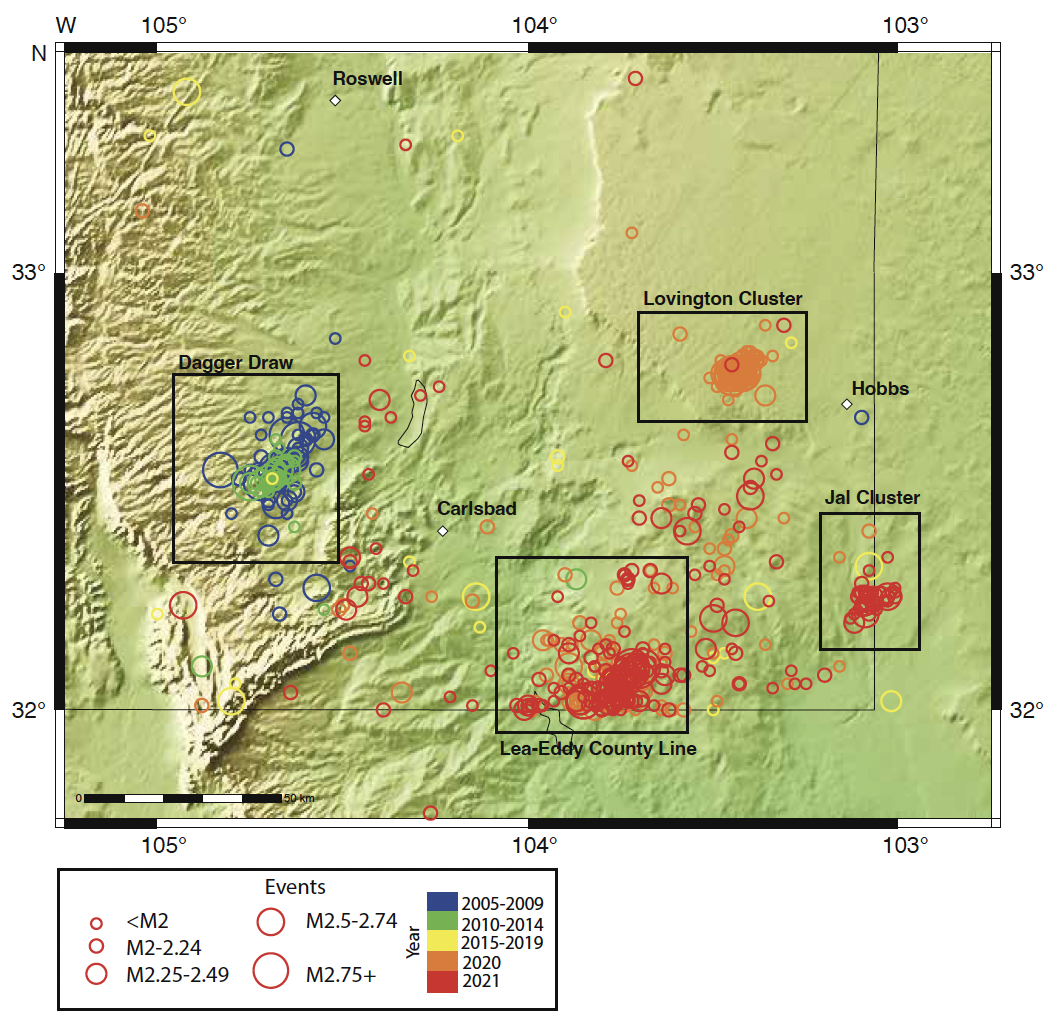 W 105° 104° 103°
N
Roswell
33° 33°
Lovington Cluster
Dagger Draw
Hobbs
Jal Cluster
Carlsbad
32° 32°
Lea-Eddy County Line
0 50 km
105° 104° 103°
Events
<M2 M2.5-2.74
M2-2.24
M2.25-2.49 M2.75+
Year
2005-2009
2010-2014
2015-2019
2020
2021